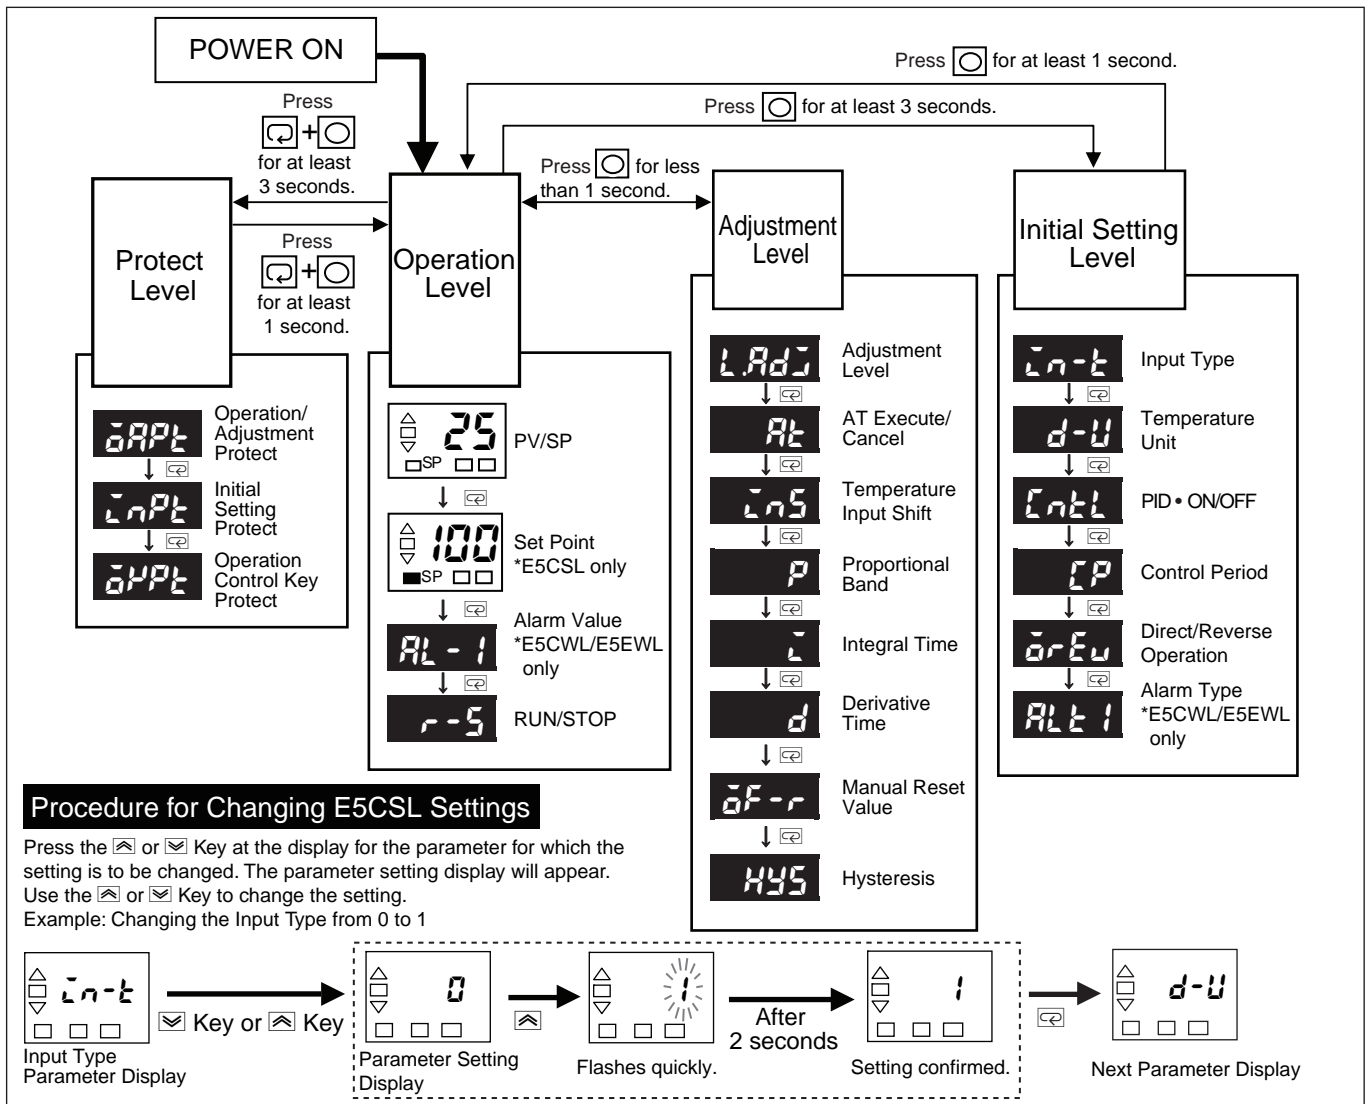 POWER ON
Press for at least 1 second.
Press for at least 3 seconds.
Press
+
for at least
3 seconds.
Press for less
than 1 second.
Protect
Level
Press
+
for at least
1 second.
Operation
Level
Adjustment
Level
Initial Setting
Level
oAPt
Operation/
Adjustment
Protect
inPt
Initial
Setting
Protect
Operation
Control Key
Protect
25
SP
PV/SP
100
SP
Set Point
*E5CSL only
AL-1
Alarm Value
*E5CWL/E5EWL
only
r-S
RUN/STOP
L.AdJ
Adjustment
Level
At
AT Execute/
Cancel
inS
Temperature
Input Shift
P
Proportional
Band
i
Integral Time
d
Derivative
Time
oF-r
Manual Reset
Value
HYS
Hysteresis
in-t
Input Type
d-U
Temperature
Unit
CntL
PID • ON/OFF
CP
Control Period
orEv
Direct/Reverse
Operation
ALt1
Alarm Type
*E5CWL/E5EWL
only
Procedure for Changing E5CSL Settings
Press the or Key at the display for the parameter for which the
setting is to be changed. The parameter setting display will appear.
Use the or Key to change the setting.
Example: Changing the Input Type from 0 to 1
in-t
Input Type
Parameter Display
Key or Key
0
Parameter Setting
Display
1
Flashes quickly.
After
2 seconds
1
Setting confirmed.
d-U
Next Parameter Display